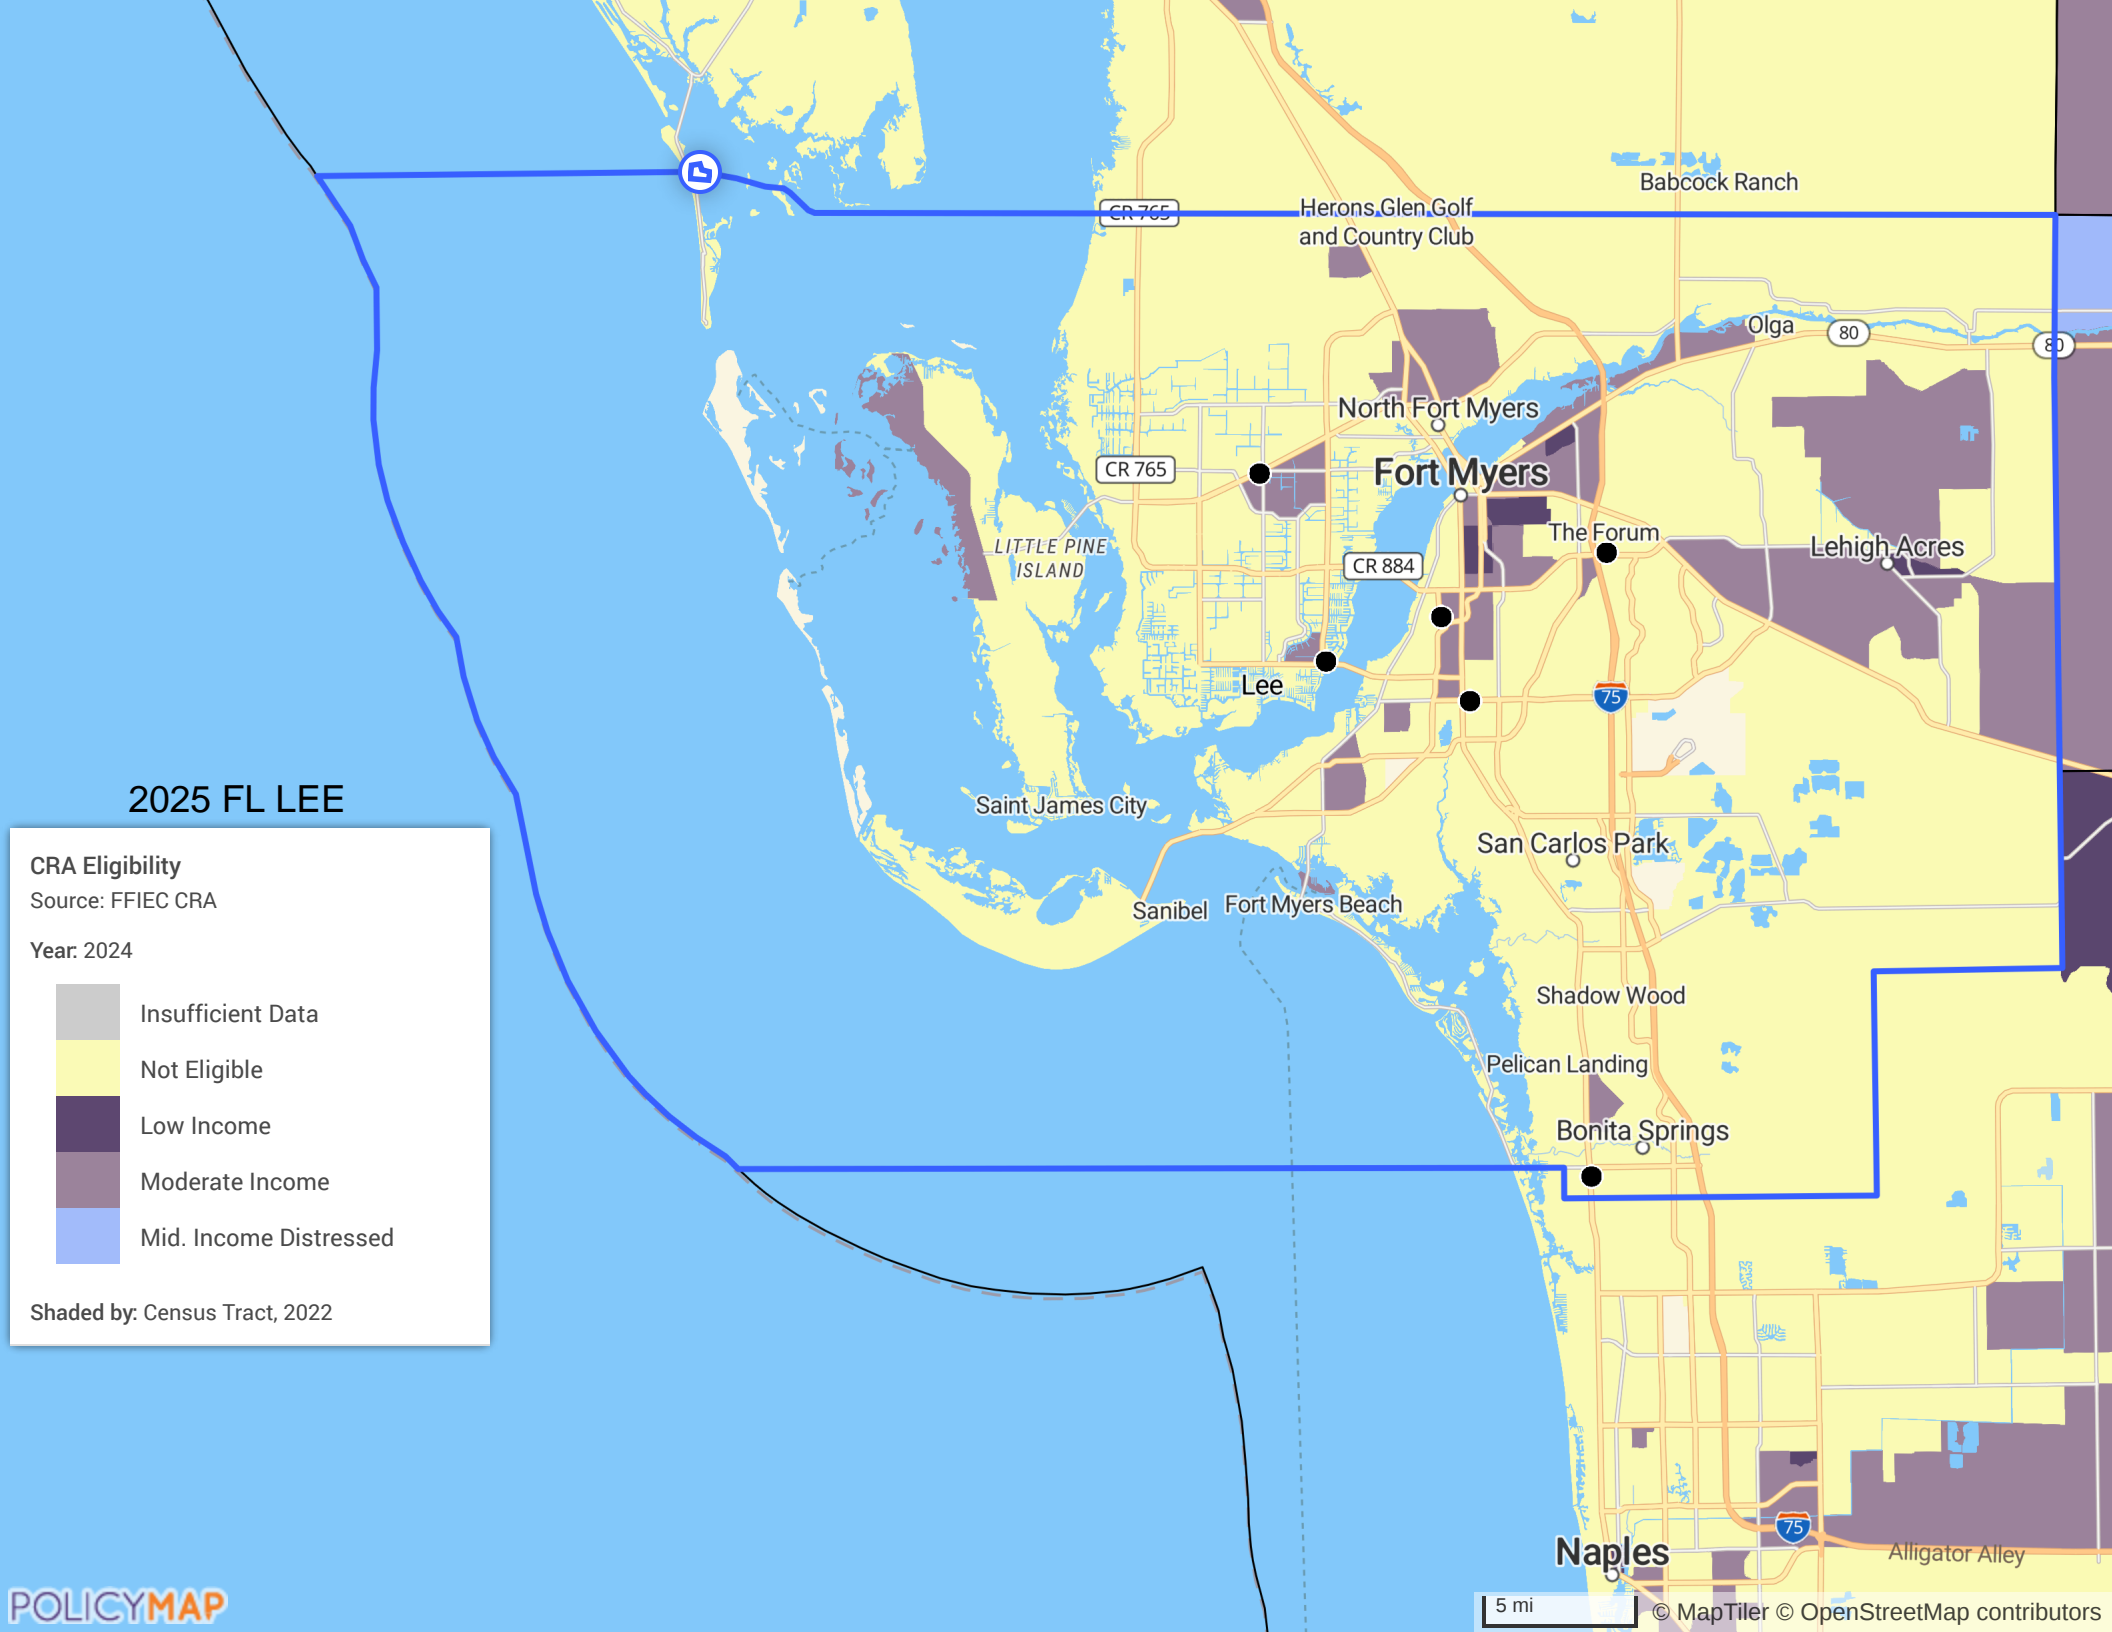 Babcock Ranch
CR 765
Herons Glen Golf
and Country Club
Olga
80
80
North Fort Myers
CR 765
Fort Myers
The Forum
LITTLE PINE
ISLAND
CR 884
Lehigh Acres
Lee
75
2025 FL LEE
Saint James City
San Carlos Park
CRA Eligibility
Source: FFIEC CRA
Sanibel
Fort Myers Beach
Year: 2024
Shadow Wood
Insufficient Data
Not Eligible
Pelican Landing
Low Income
Bonita Springs
Moderate Income
Mid. Income Distressed
Shaded by: Census Tract, 2022
75
Naples
Alligator Alley
POLICYMAP
5 mi
© MapTiler © OpenStreetMap contributors